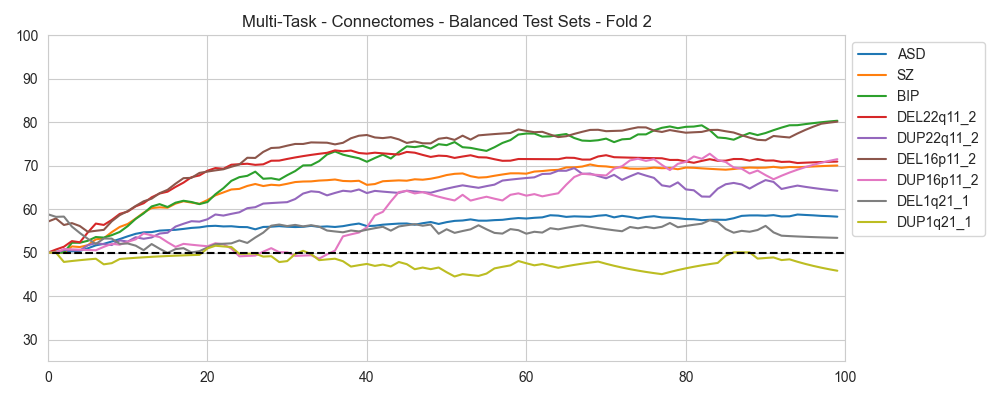 Multi-Task - Connectomes - Balanced Test Sets - Fold 2
100
90
80
70
60
50
40
30
0
20
40
60
80
100
ASD
SZ
BIP
DEL22q11_2
DUP22q11_2
DEL16p11_2
DUP16p11_2
DEL1q21_1
DUP1q21_1